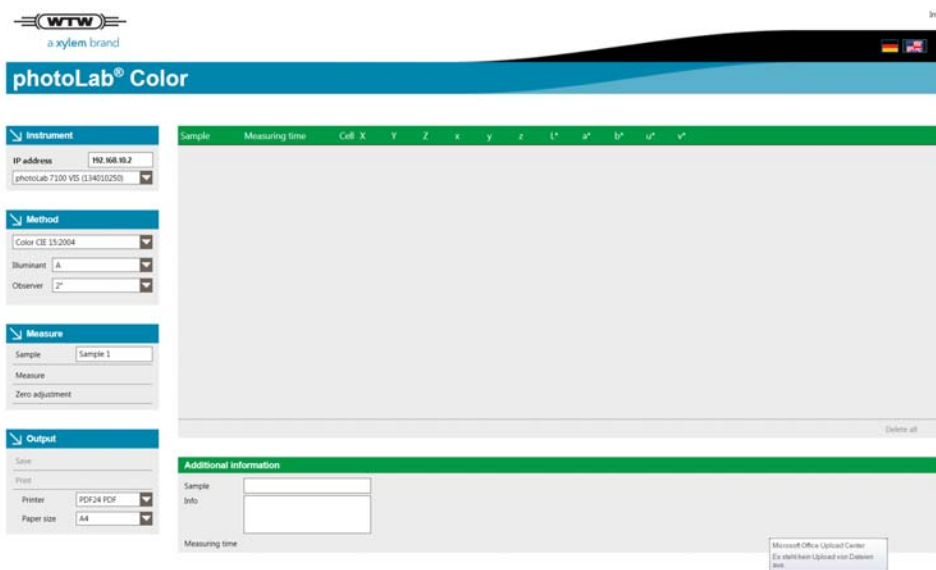 WTW
a xylem brand
In
photoLab® Color
Instrument
IP address 192.168.10.2
photoLab 7100 VIS (134010250)
Method
Color CIE 15:2004
Illuminant A
Observer 2°
Measure
Sample Sample 1
Measure
Zero adjustment
Output
Save
Print
Printer PDF24 PDF
Paper size A4
Sample Measuring time Cell X Y Z x y z L* a* b* u* v*
Delete all
Additional information
Sample
Info
Measuring time
Microsoft Office Upload Center
Es steht kein Upload von Dateien
aus.